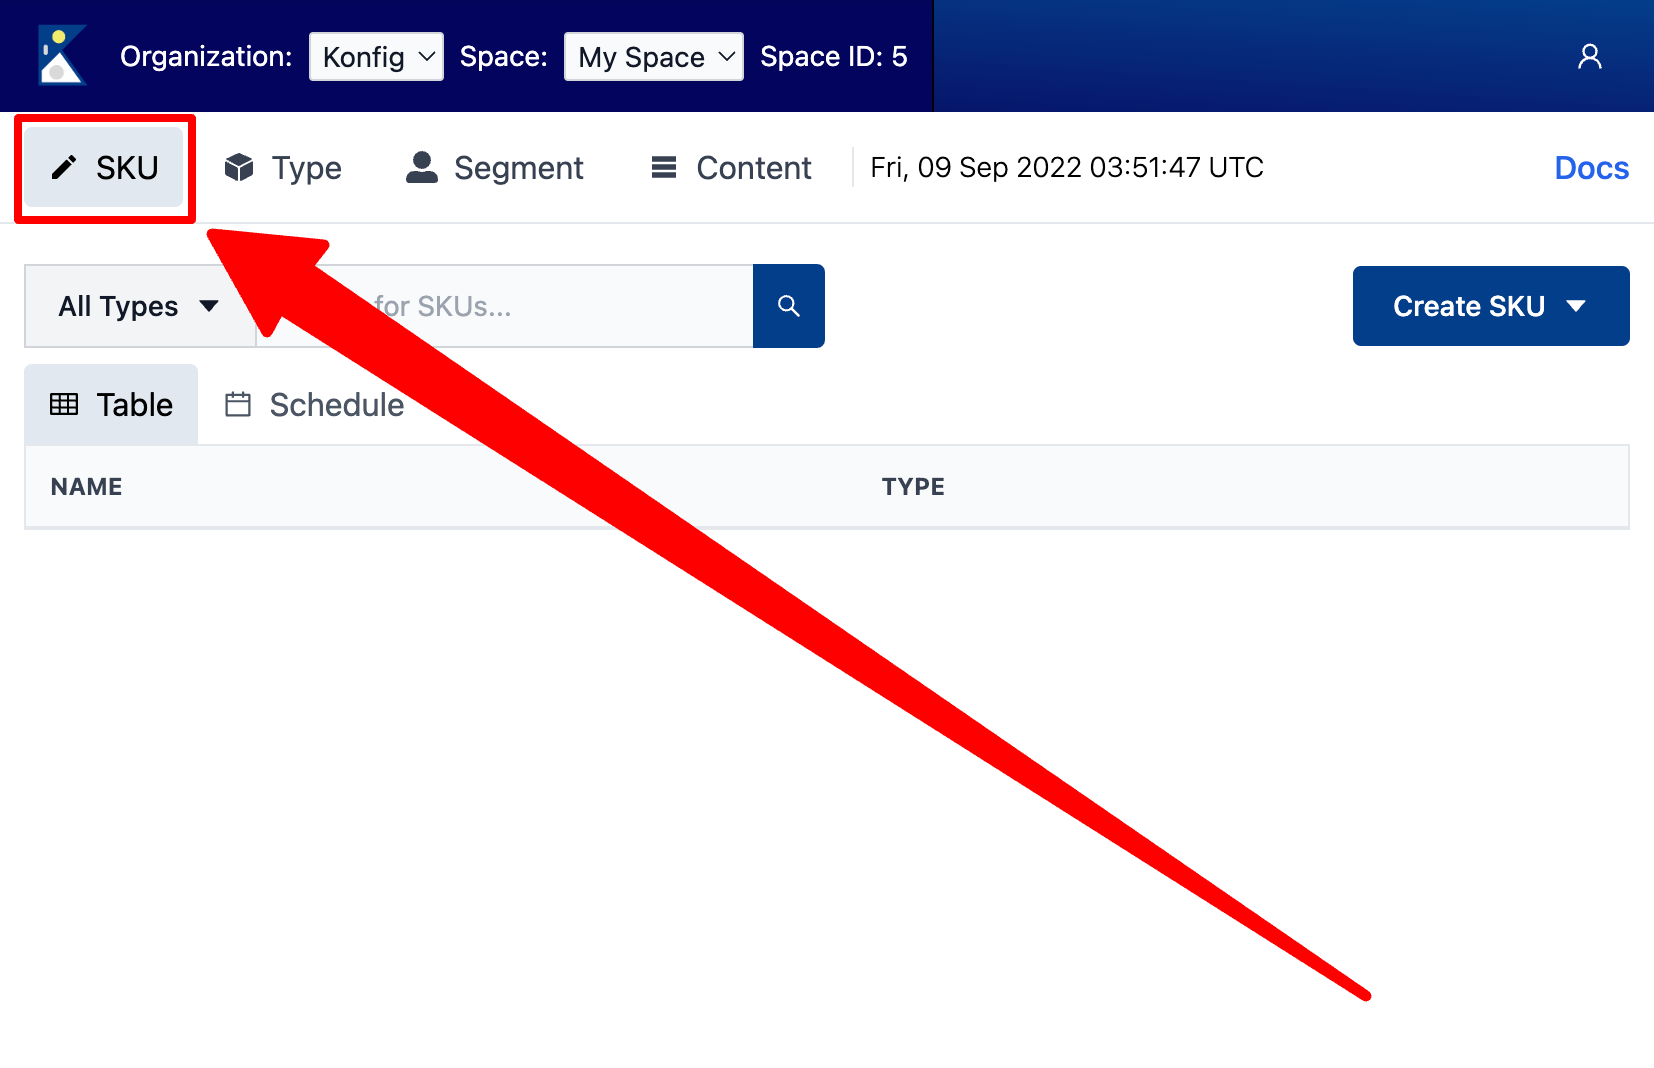 Organization: Konfig Space: My Space Space ID: 5
SKU Type Segment Content Fri, 09 Sep 2022 03:51:47 UTC Docs
All Types for SKUs... Create SKU
Table Schedule
NAME TYPE